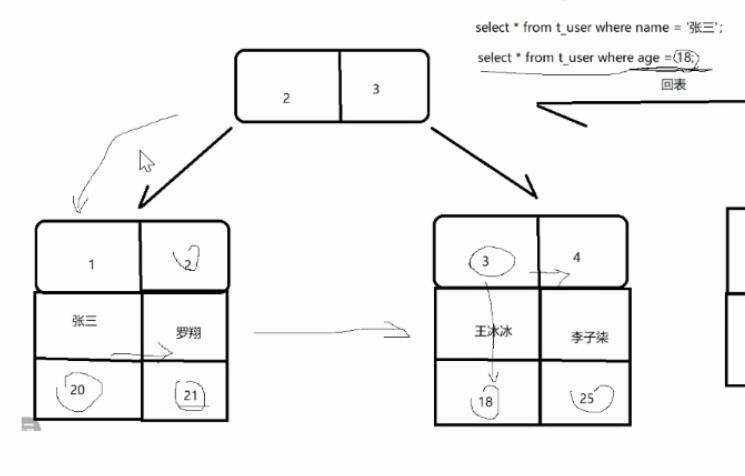 select * from t_user where name = '张三';
select * from t_user where age = 18;
回表
2 3
1 2 3 4
张三 罗翔 王冰冰 李子柒
20 21 18 25